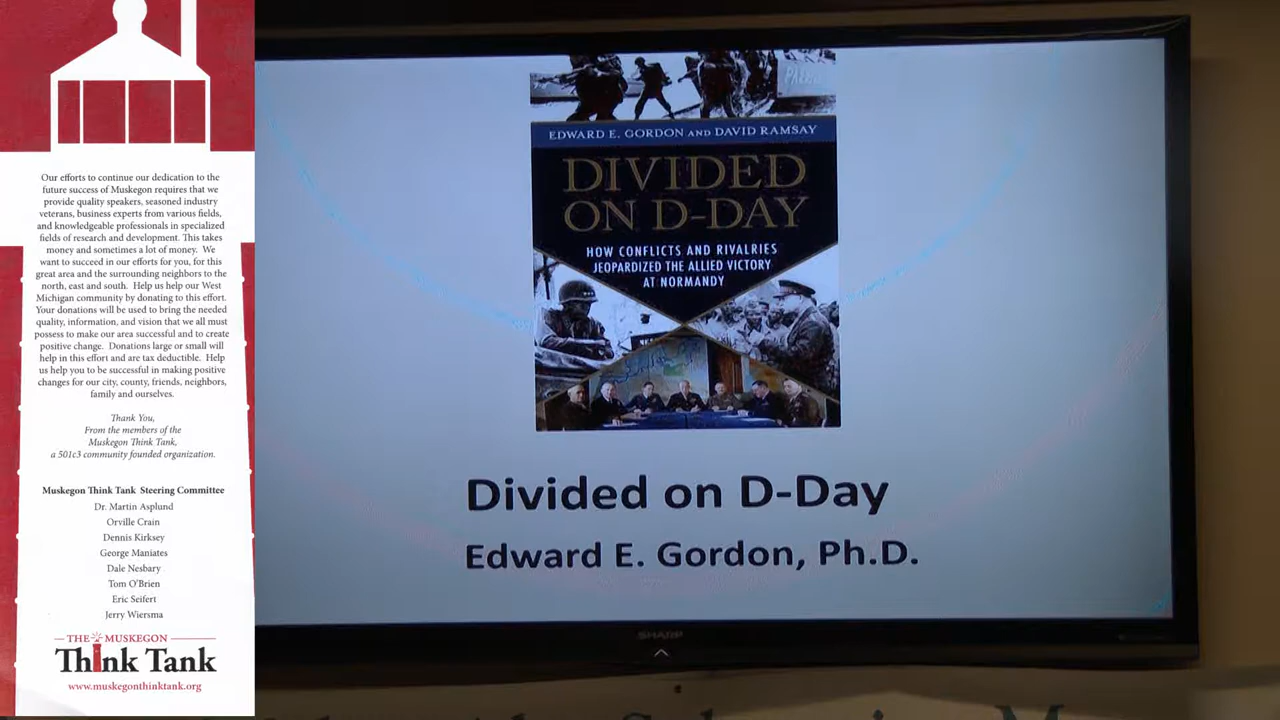 Our efforts to continue our dedication to the
future success of Muskegon requires that we
provide quality speakers, seasoned industry
veterans, business experts from various fields,
and knowledgeable professionals in specialized
fields of research and development. This takes
money and sometimes a lot of money. We
want to succeed in our efforts for you, for this
great area and the surrounding neighbors to the
north, east and south. Help us help our West
Michigan community by donating to this effort.
Your donations will be used to bring the needed
quality, information, and vision that we all must
possess to make our area successful and to create
positive change. Donations large or small will
help in this effort and are tax deductible. Help
us help you to be successful in making positive
changes for our city, county, friends, neighbors,
family and ourselves.
Thank You,
From the members of the
Muskegon Think Tank,
a 501c3 community founded organization.
Muskegon Think Tank Steering Committee
Dr. Martin Asplund
Orville Crain
Dennis Kirksey
George Maniates
Dale Nesbary
Tom O'Brien
Eric Seifert
Jerry Wiersma
THE MUSKEGON
Think Tank
www.muskegonthinktank.org
EDWARD E. GORDON AND DAVID RAMSAY
DIVIDED
ON D-DAY
HOW CONFLICTS AND RIVALRIES
JEOPARDIZED THE ALLIED VICTORY
AT NORMANDY
Divided on D-Day
Edward E. Gordon, Ph.D.
SHARP